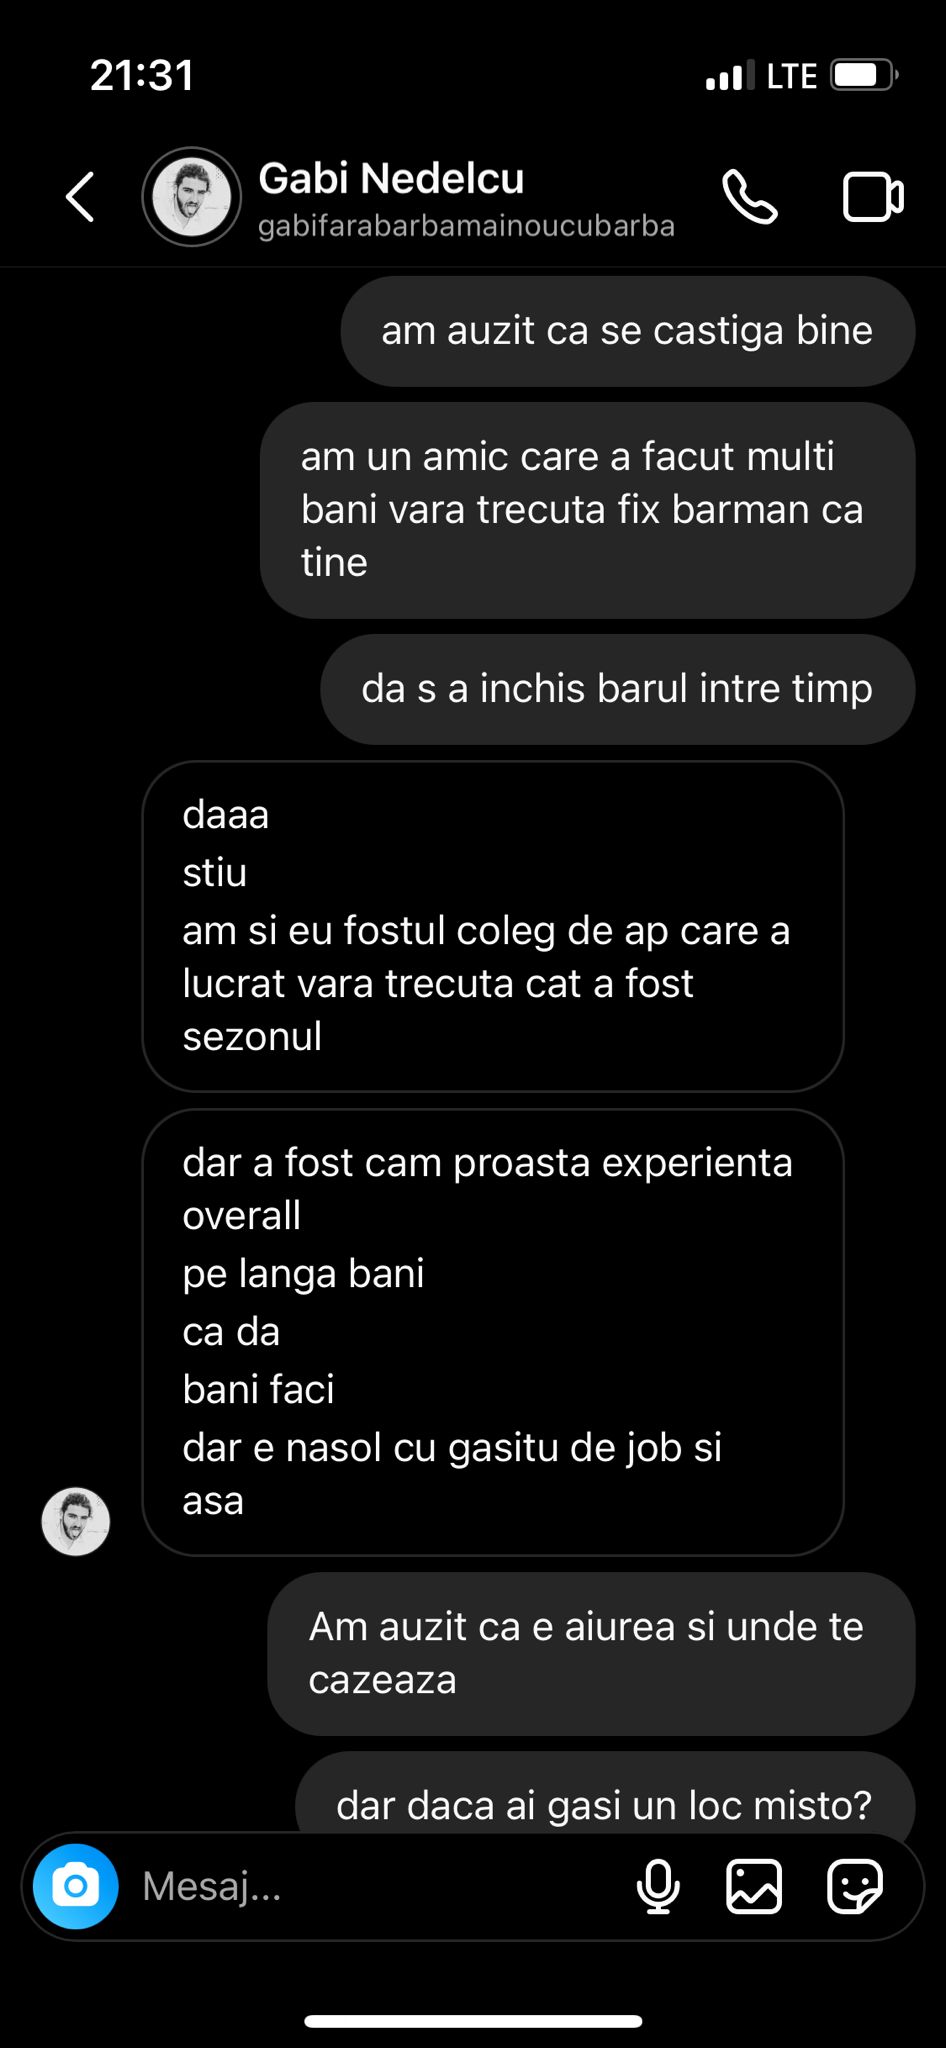 21:31
LTE
Gabi Nedelcu
gabifarabarbamainoucubarba
am auzit ca se castiga bine
am un amic care a facut multi
bani vara trecuta fix barman ca
tine
da s a inchis barul intre timp
daaa
stiu
am si eu fostul coleg de ap care a
lucrat vara trecuta cat a fost
sezonul
dar a fost cam proasta experienta
overall
pe langa bani
ca da
bani faci
dar e nasol cu gasitu de job si
asa
Am auzit ca e aiurea si unde te
cazeaza
dar daca ai gasi un loc misto?
Mesaj...